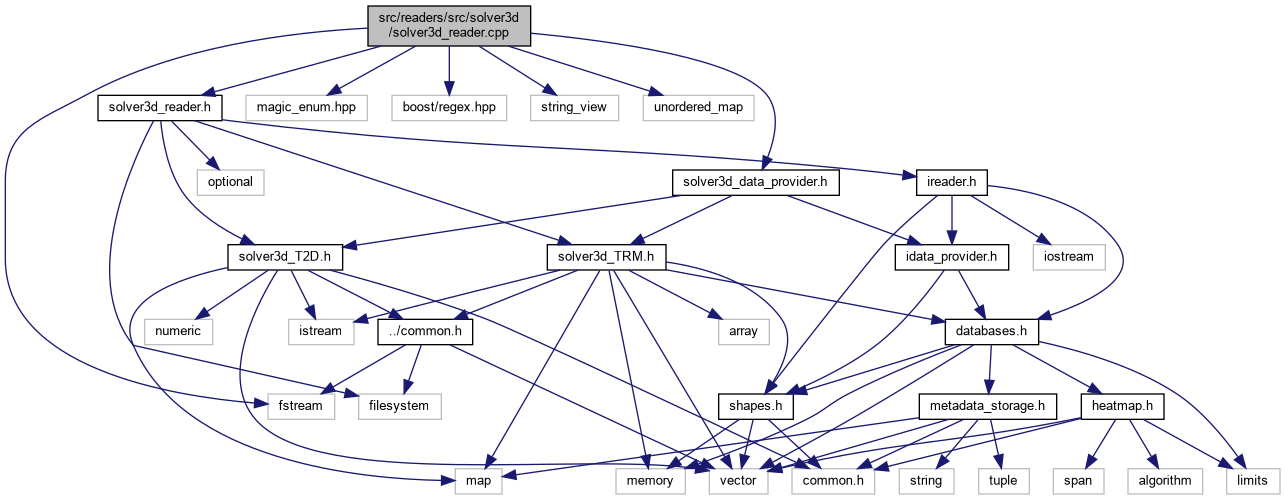 src/readers/src/solver3d
/solver3d_reader.cpp
solver3d_reader.h
magic_enum.hpp
boost/regex.hpp
string_view
unordered_map
optional
solver3d_data_provider.h
ireader.h
solver3d_T2D.h
solver3d_TRM.h
idata_provider.h
iostream
numeric
istream
../common.h
array
databases.h
fstream
filesystem
shapes.h
metadata_storage.h
heatmap.h
map
memory
vector
common.h
string
tuple
span
algorithm
limits